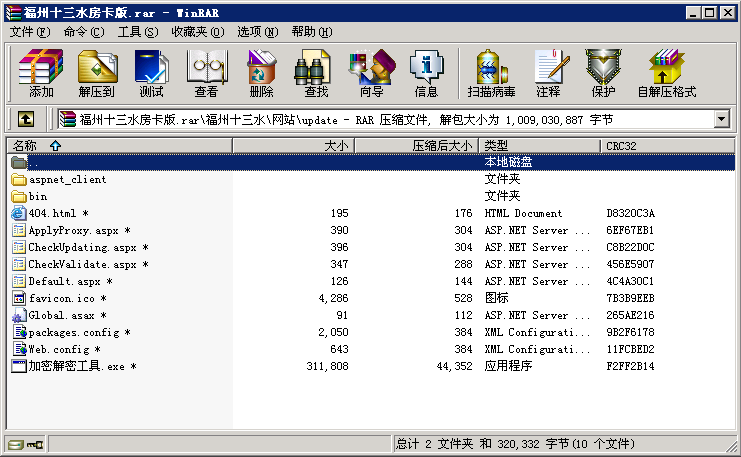 福州十三水房卡版.rar - WinRAR
文件(F) 命令(C) 工具(S) 收藏夹(O) 选项(N) 帮助(H)
添加 解压到 测试 查看 删除 查找 向导 信息 扫描病毒 注释 保护 自解压格式
福州十三水房卡版.rar\福州十三水\网站\update - RAR 压缩文件, 解包大小为 1,009,030,887 字节
名称 大小 压缩后大小 类型 CRC32
.. 本地磁盘
aspnet_client 文件夹
bin 文件夹
404.html * 195 176 HTML Document D8320C3A
ApplyProxy.aspx * 390 304 ASP.NET Server ... 6EF67EB1
CheckUpdating.aspx * 396 304 ASP.NET Server ... C8B22D0C
CheckValidate.aspx * 347 288 ASP.NET Server ... 456E5907
Default.aspx * 126 144 ASP.NET Server ... 4C4A30C1
favicon.ico * 4,286 528 图标 7B3B9EEB
Global.asax * 91 112 ASP.NET Server ... 265AE216
packages.config * 2,050 384 XML Configurati... 9B2F6178
Web.config * 643 384 XML Configurati... 11FCBED2
加密解密工具.exe * 311,808 44,352 应用程序 F2FF2B14
总计 2 文件夹 和 320,332 字节(10 个文件)